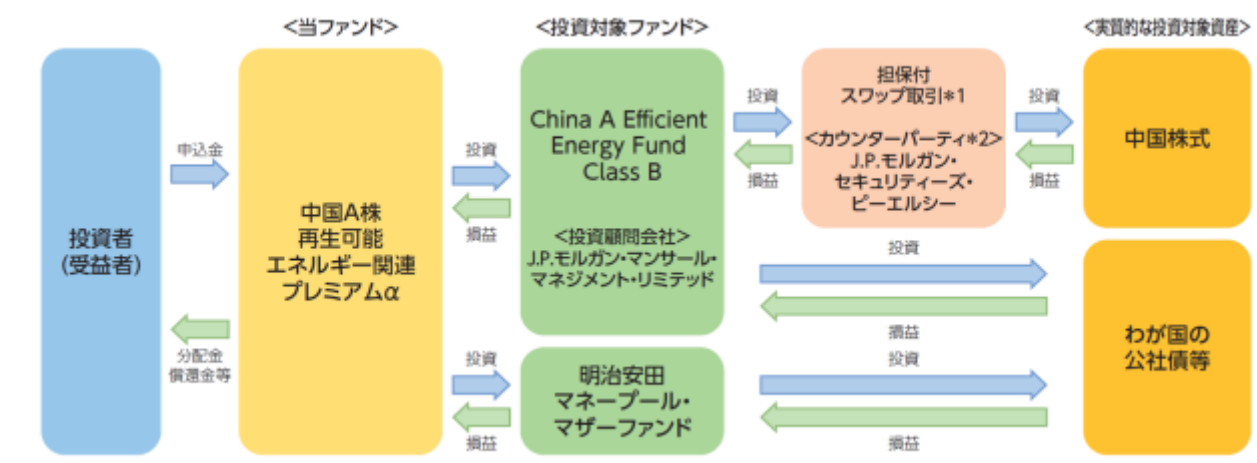 <当ファンド>
<投資対象ファンド>
<実質的な投資対象資産>
投資者
(受益者)
申込金
分配金
償還金等
中国A株
再生可能
エネルギー関連
プレミアムα
投資
損益
投資
損益
China A Efficient
Energy Fund
Class B
<投資顧問会社>
J.P.モルガン・マンサール・
マネジメント・リミテッド
明治安田
マネープール・
マザーファンド
投資
損益
担保付
スワップ取引*1
<カウンターパーティ*2>
J.P.モルガン・
セキュリティーズ・
ピーエルシー
投資
損益
投資
損益
投資
損益
中国株式
わが国の
公社債等